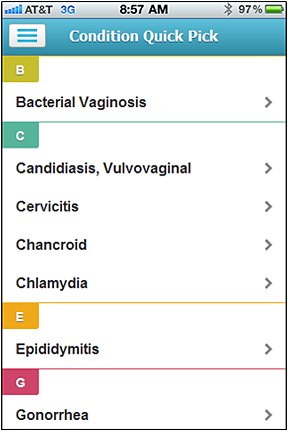 AT&T 3G 8:57 AM 97%
Condition Quick Pick
B
Bacterial Vaginosis
C
Candidiasis, Vulvovaginal
Cervicitis
Chancroid
Chlamydia
E
Epididymitis
G
Gonorrhea